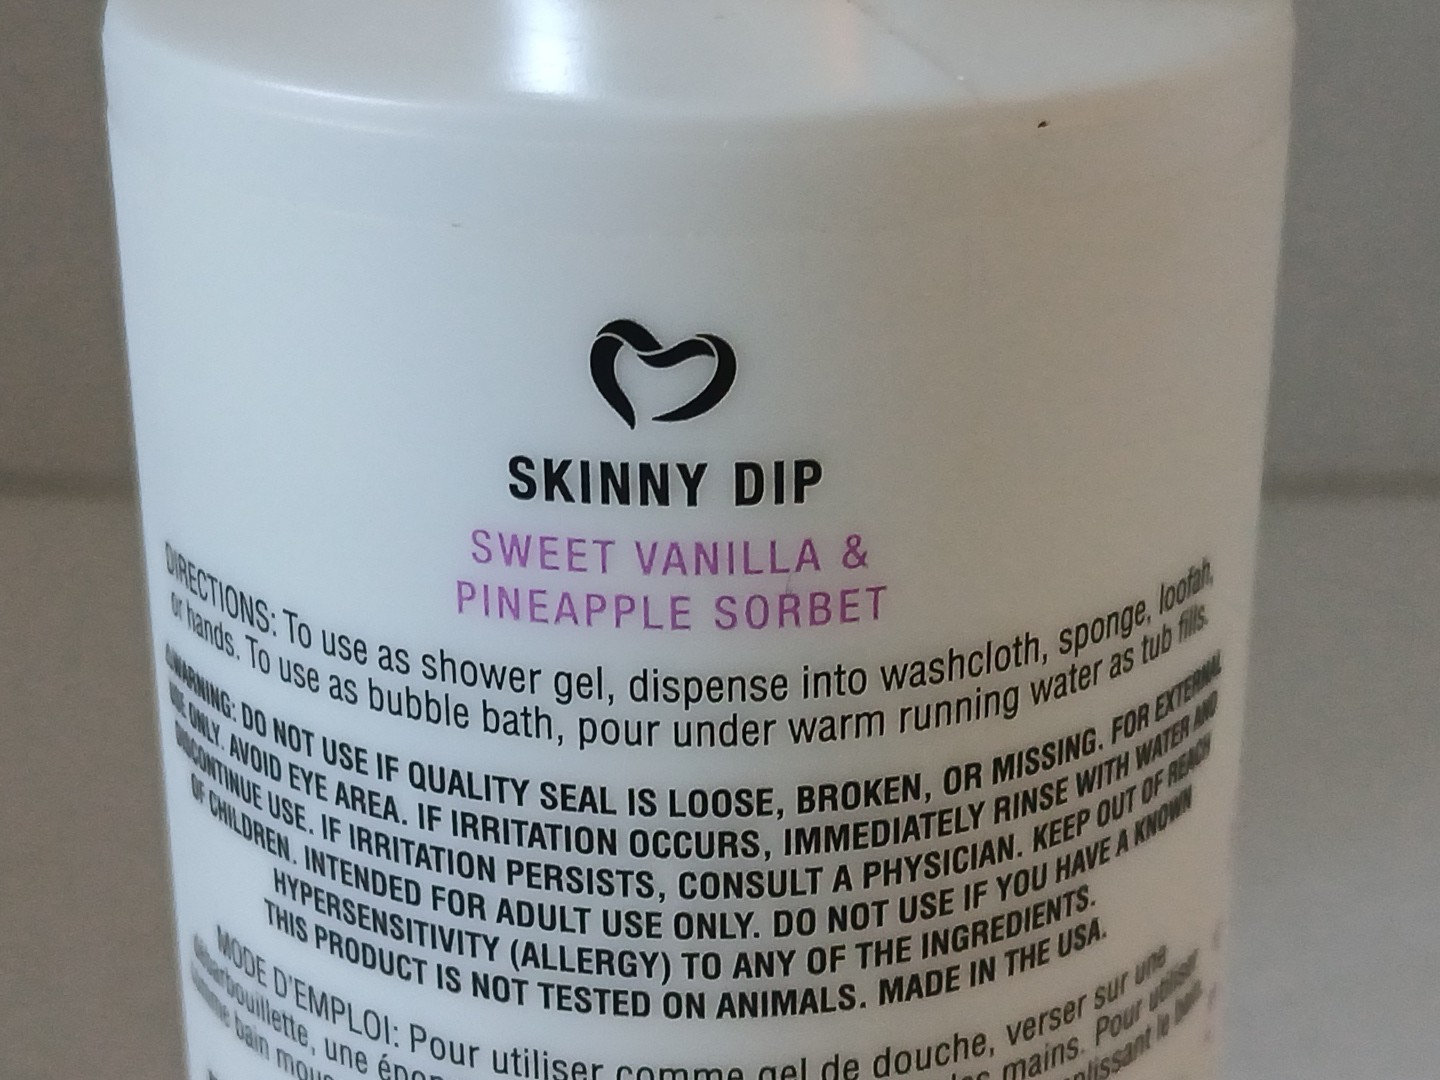 SKINNY DIP
SWEET VANILLA &
PINEAPPLE SORBET
DIRECTIONS: To use as shower gel, dispense into washcloth, sponge, loofah,
or hands. To use as bubble bath, pour under warm running water as tub fills.
⚠WARNING: DO NOT USE IF QUALITY SEAL IS LOOSE, BROKEN, OR MISSING. FOR EXTERNAL
USE ONLY. AVOID EYE AREA. IF IRRITATION OCCURS, IMMEDIATELY RINSE WITH WATER AND
DISCONTINUE USE. IF IRRITATION PERSISTS, CONSULT A PHYSICIAN. KEEP OUT OF REACH
OF CHILDREN. INTENDED FOR ADULT USE ONLY. DO NOT USE IF YOU HAVE A KNOWN
HYPERSENSITIVITY (ALLERGY) TO ANY OF THE INGREDIENTS.
THIS PRODUCT IS NOT TESTED ON ANIMALS. MADE IN THE USA.
MODE D'EMPLOI: Pour utiliser comme gel de douche, verser sur une
débarbouillette, une mains. Pour utiliser
comme bain le bain.